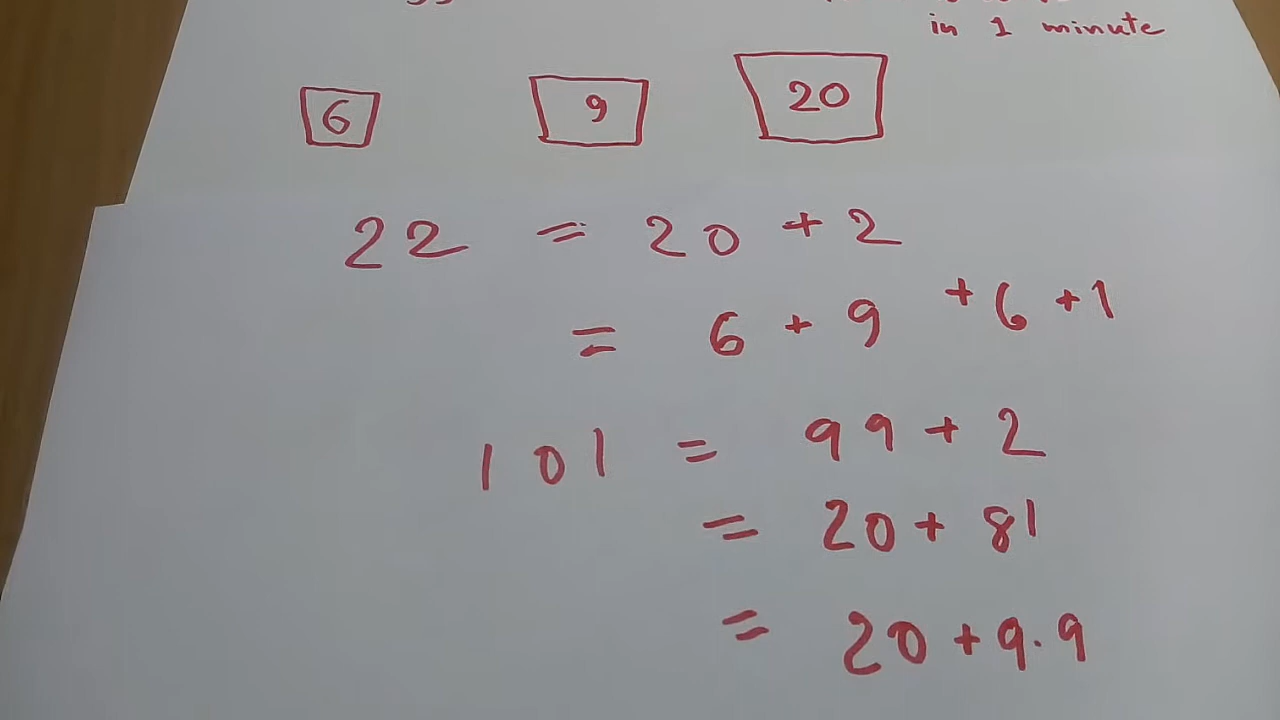 in 1 minute
6 9 20
22 = 20 + 2
= 6 + 9 + 6 + 1
101 = 99 + 2
= 20 + 81
= 20 + 9.9